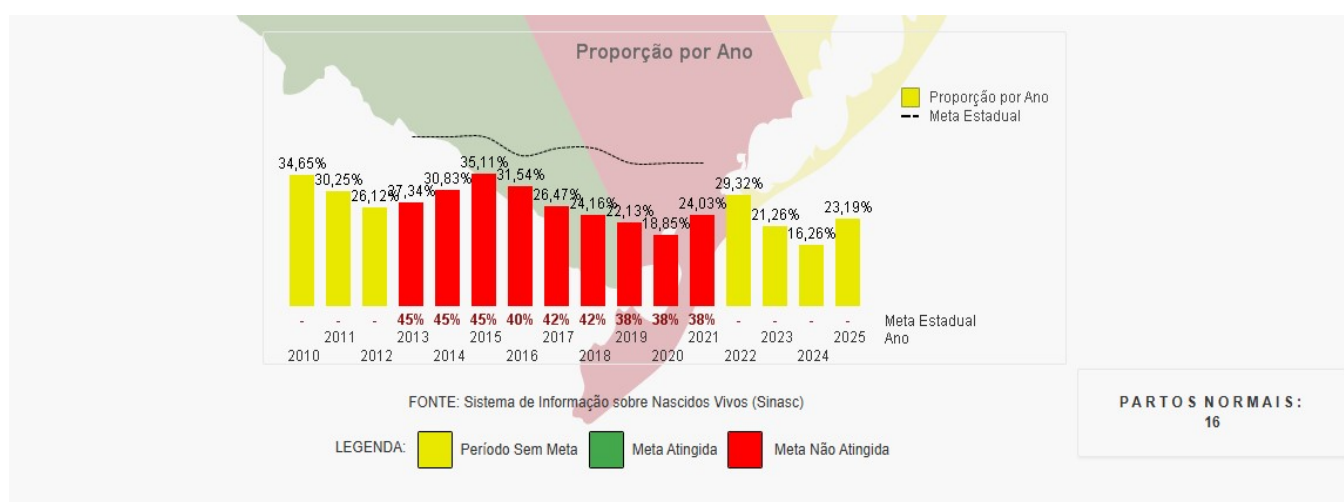 Proporção por Ano
Proporção por Ano
Meta Estadual
34,65%
30,25%
26,12%
27,34%
30,83%
35,11%
31,54%
26,47%
24,16%
22,13%
18,85%
24,03%
29,32%
21,26%
16,26%
23,19%
- - - 45% 45% 45% 40% 42% 42% 38% 38% 38% - - - - Meta Estadual
2011 2013 2015 2017 2019 2021 2023 2025 Ano
2010 2012 2014 2016 2018 2020 2022 2024
FONTE: Sistema de Informação sobre Nascidos Vivos (Sinasc)
PARTOS NORMAIS:
16
LEGENDA: Período Sem Meta Meta Atingida Meta Não Atingida